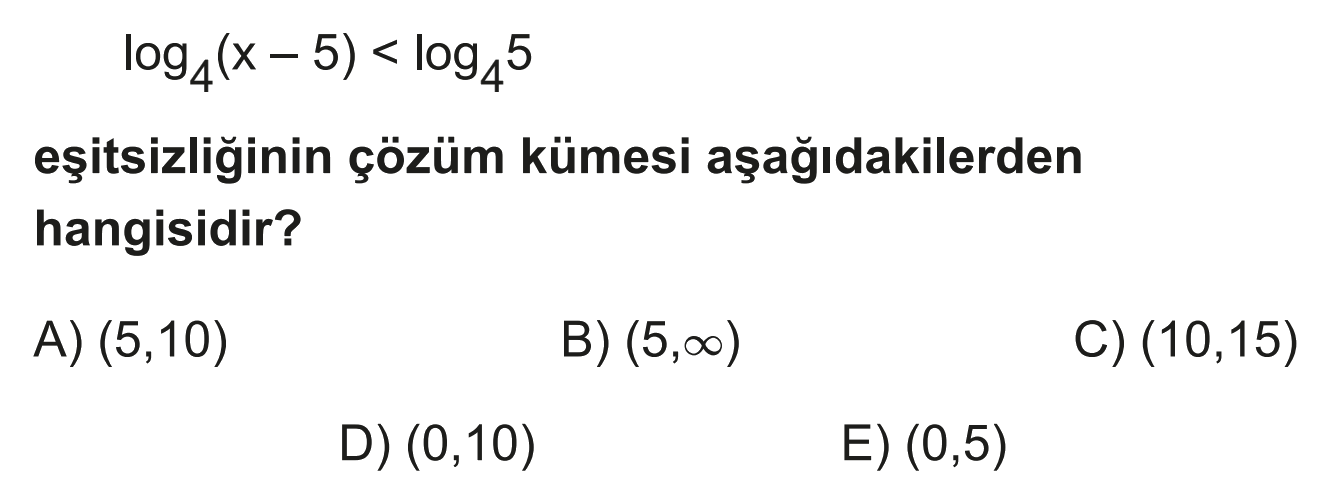 log₄(x – 5) < log₄5
eşitsizliğinin çözüm kümesi aşağıdakilerden
hangisidir?
A) (5,10) B) (5,∞) C) (10,15)
D) (0,10) E) (0,5)